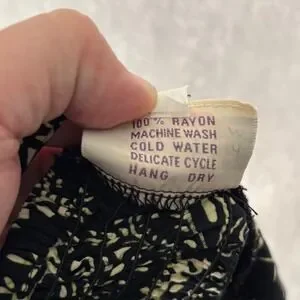 100% RAYON
MACHINE WASH
COLD WATER
DELICATE CYCLE
HANG DRY